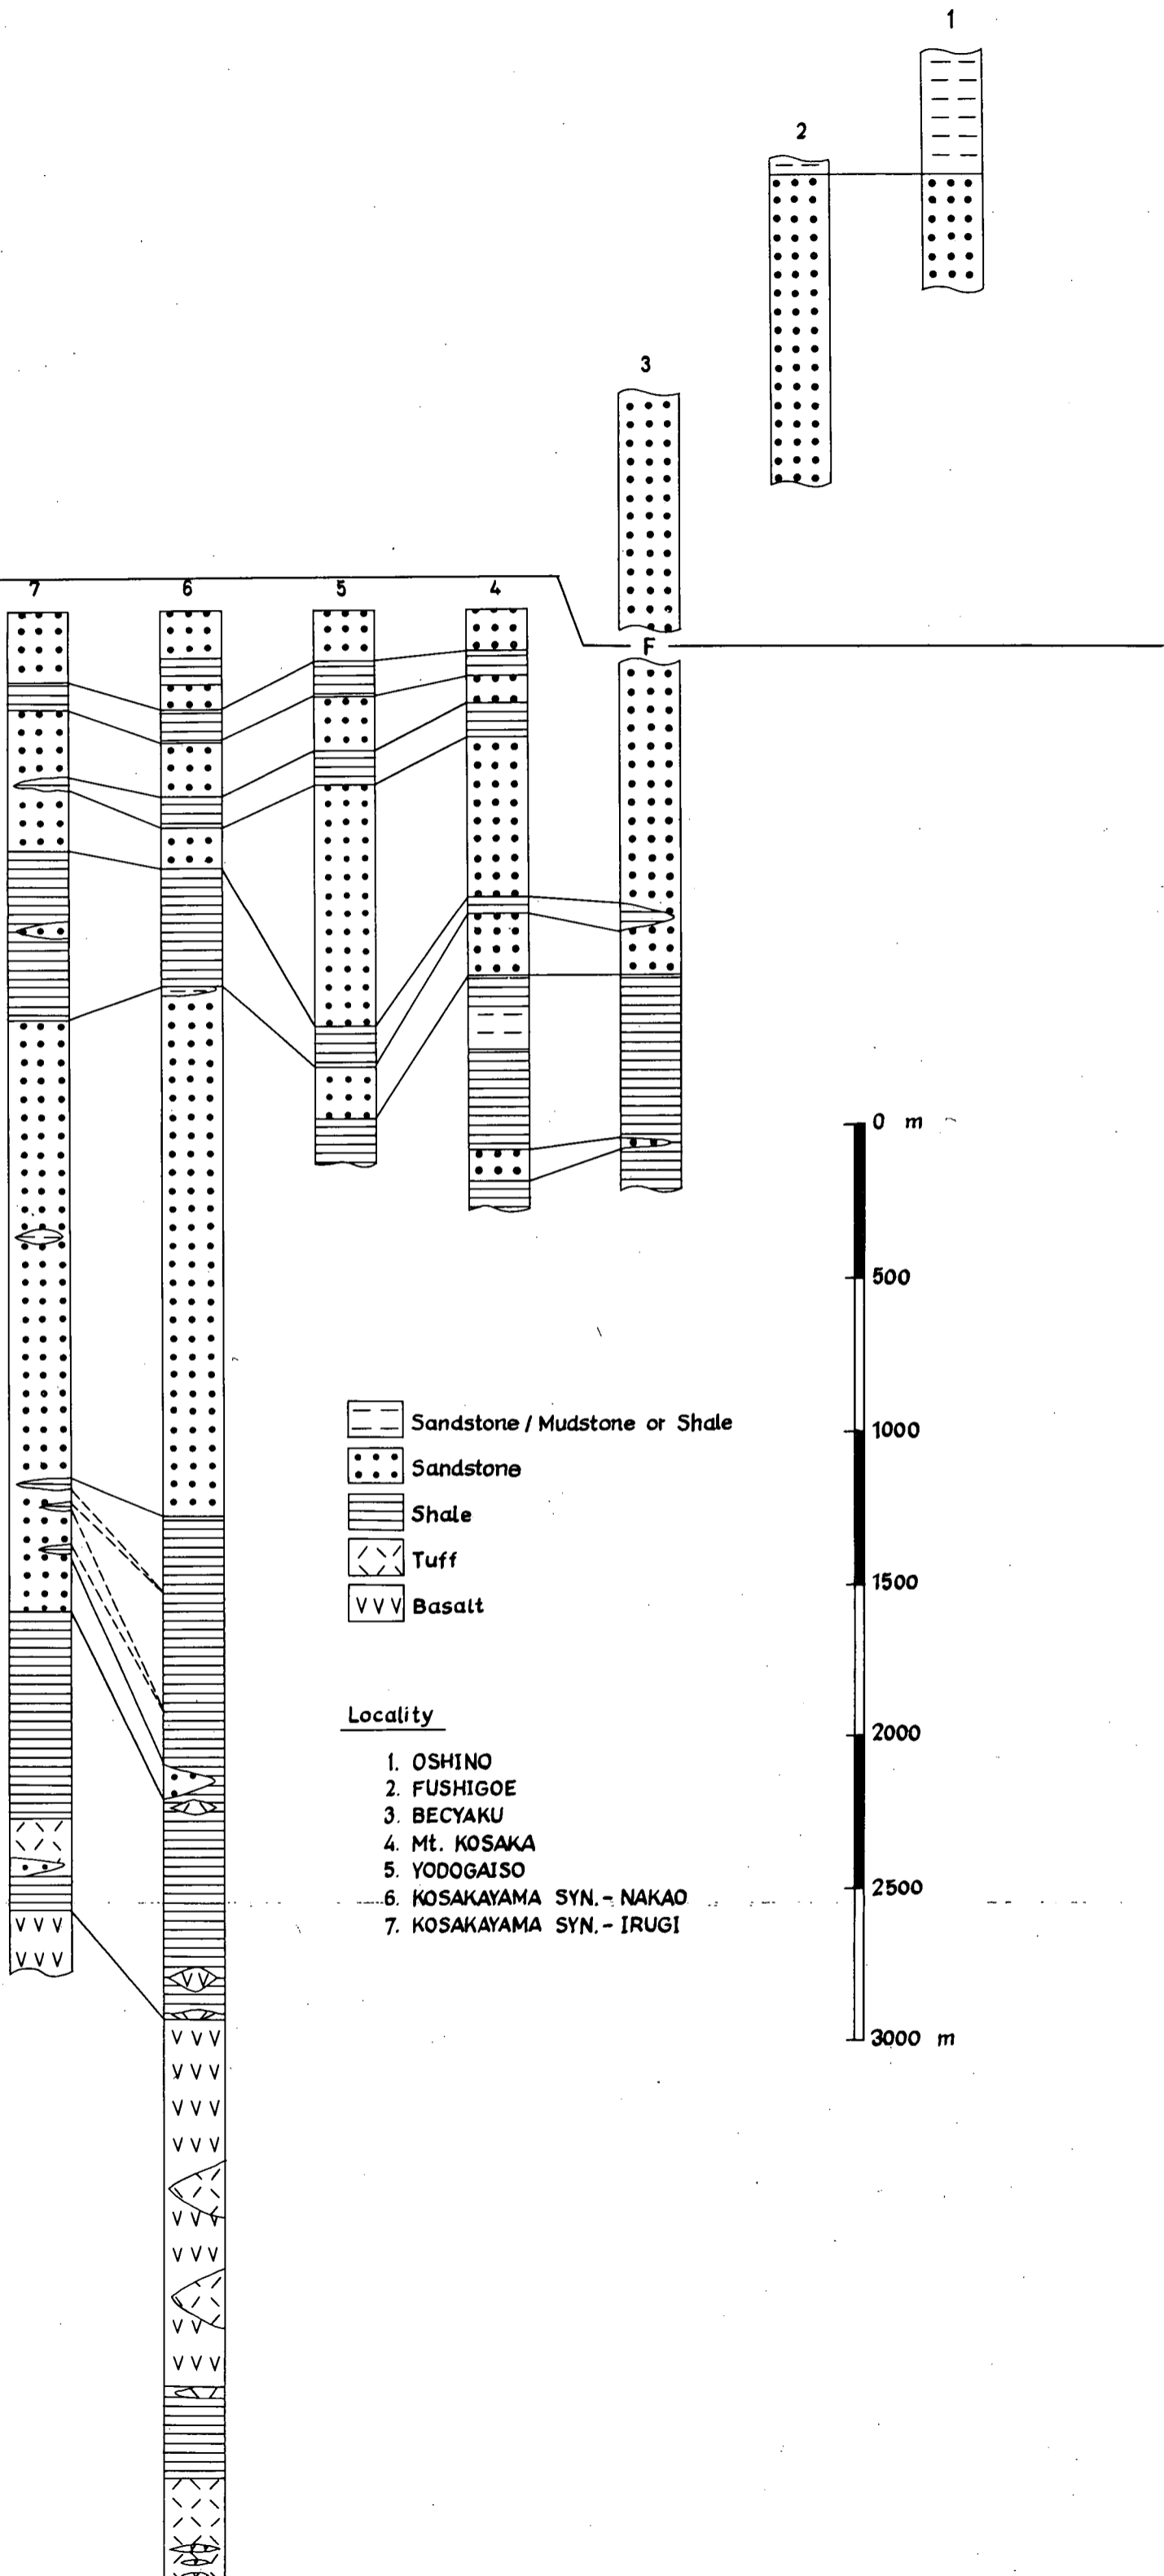 1
2
3
7
6
5
4
F
0 m
500
1000
1500
2000
2500
3000 m
Sandstone / Mudstone or Shale
Sandstone
Shale
Tuff
V V V Basalt
Locality
1. OSHINO
2. FUSHIGOE
3. BECYAKU
4. Mt. KOSAKA
5. YODOGAISO
6. KOSAKAYAMA SYN.- NAKAO
7. KOSAKAYAMA SYN.- IRUGI